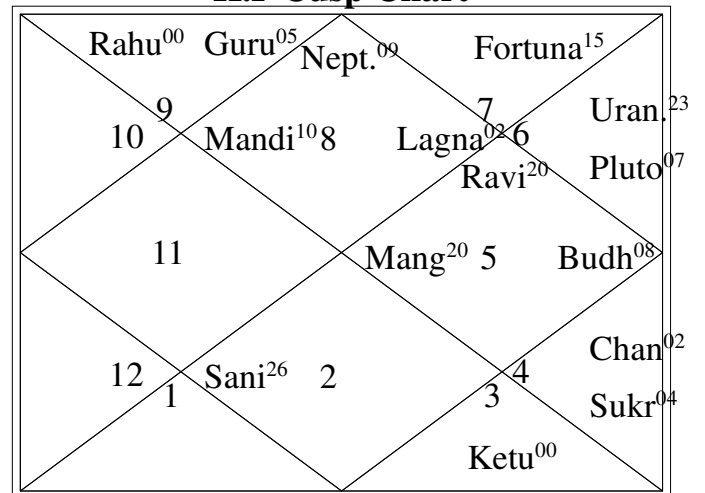 Cusp Chart
Rahu⁰⁰ Guru⁰⁵ Nept.⁰⁹ Fortuna¹⁵
9 7 Uran.²³
10 Mandi¹⁰ 8 Lagna⁰² 6
Ravi²⁰ Pluto⁰⁷
11 Mang²⁰ 5 Budh⁰⁸
Chan⁰²
12 Sani²⁶ 2 4
1 3 Sukr⁰⁴
Ketu⁰⁰